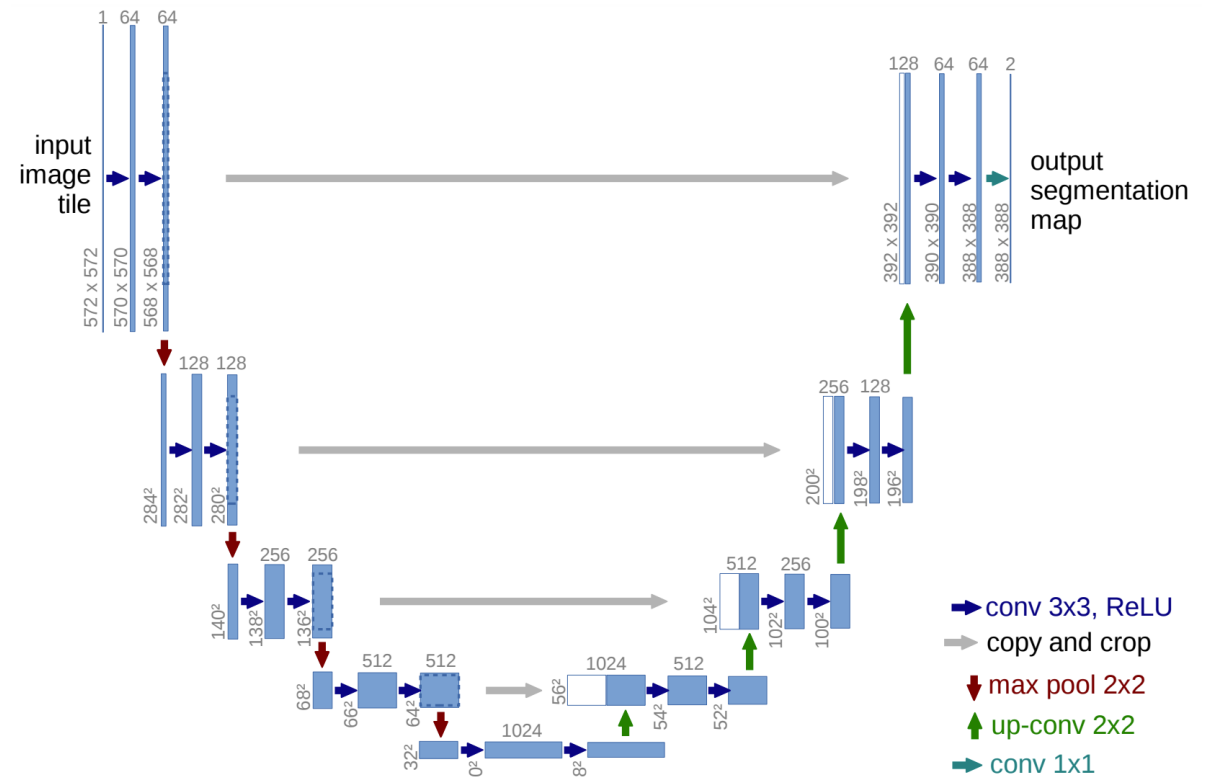 1 64 64
128 64 64 2
input
image
tile
output
segmentation
map
572 x 572
570 x 570
568 x 568
392 x 392
390 x 390
388 x 388
388 x 388
128 128
256 128
284²
282²
280²
200²
198²
196²
256 256
512 256
140²
138²
136²
104²
102²
100²
512 512
1024 512
68²
66²
64²
56²
54²
52²
1024
32²
0²
8²
conv 3x3, ReLU
copy and crop
max pool 2x2
up-conv 2x2
conv 1x1